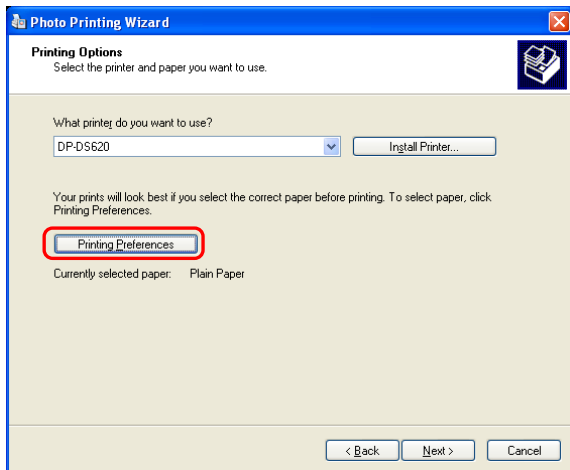 Photo Printing Wizard
Printing Options
Select the printer and paper you want to use.
What printer do you want to use?
DP-DS620
Install Printer...
Your prints will look best if you select the correct paper before printing. To select paper, click
Printing Preferences.
Printing Preferences
Currently selected paper: Plain Paper
< Back
Next >
Cancel